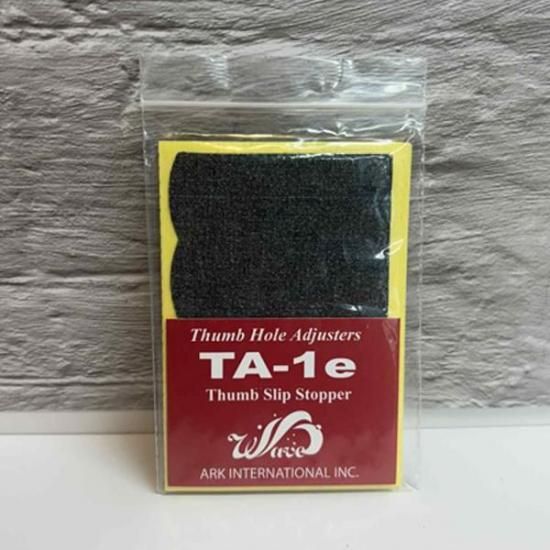 Thumb Hole Adjusters
TA-1e
Thumb Slip Stopper
Wave
ARK INTERNATIONAL INC.